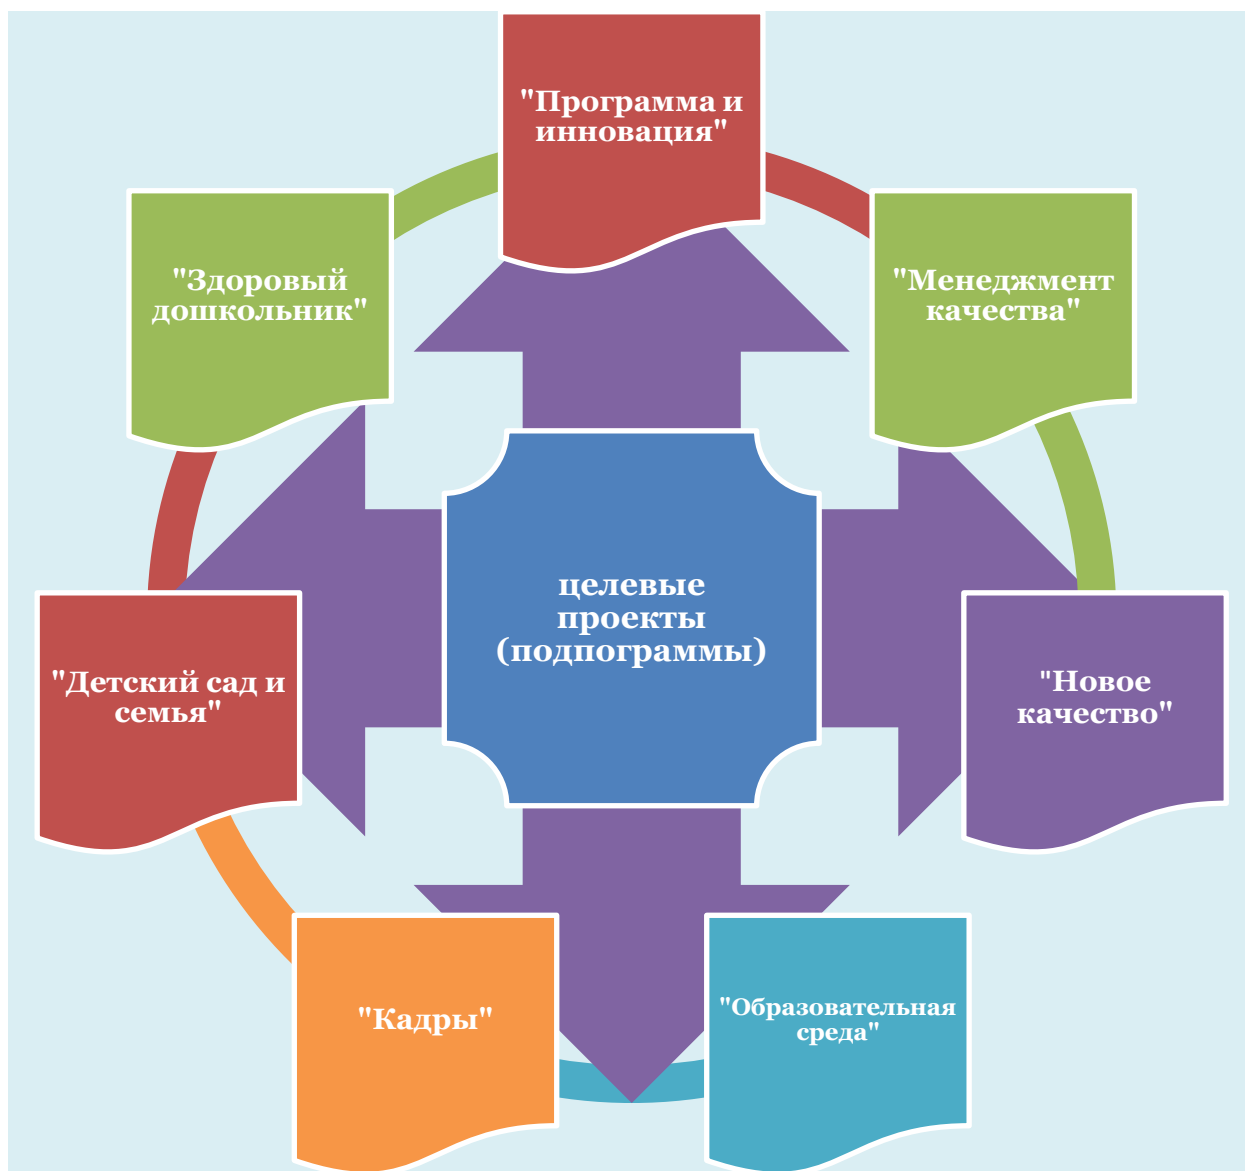 "Программа и
инновация"
"Здоровый
дошкольник"
"Менеджмент
качества"
целевые
проекты
(подпограммы)
"Детский сад и
семья"
"Новое
качество"
"Кадры"
"Образовательная
среда"